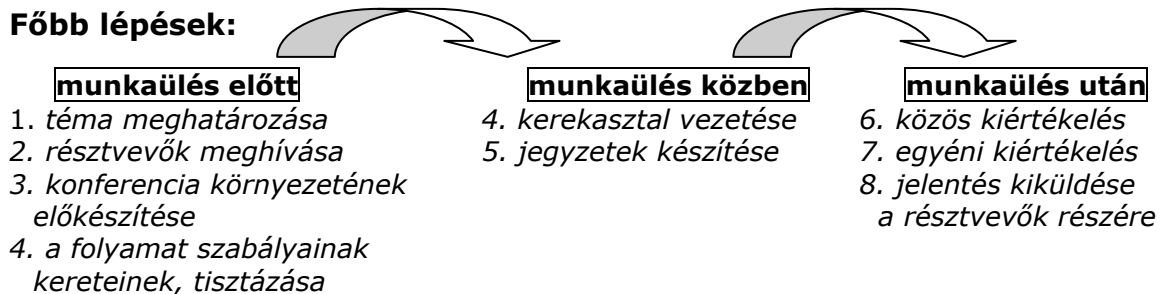 Főbb lépések:
munkaülés előtt
1. téma meghatározása
2. résztvevők meghívása
3. konferencia környezetének
előkészítése
4. a folyamat szabályainak
kereteinek, tisztázása
munkaülés közben
4. kerekasztal vezetése
5. jegyzetek készítése
munkaülés után
6. közös kiértékelés
7. egyéni kiértékelés
8. jelentés kiküldése
a résztvevők részére